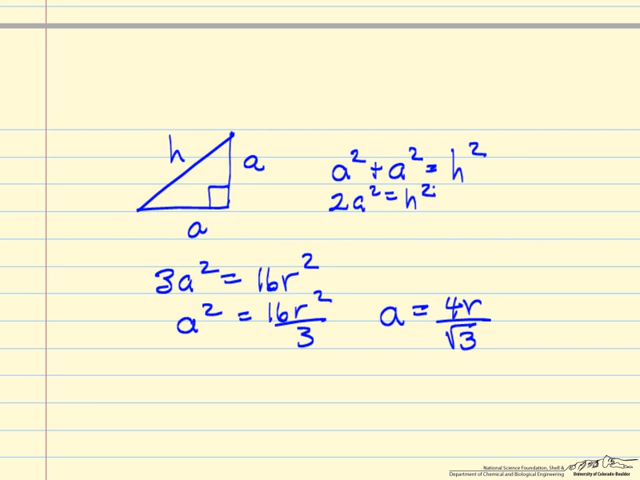 h
a
a
a² + a² = h²
2a² = h²
3a² = 16r²
a² = 16r²/3
a = 4r/√3
National Science Foundation, Shell &
Department of Chemical and Biological Engineering
University of Colorado Boulder